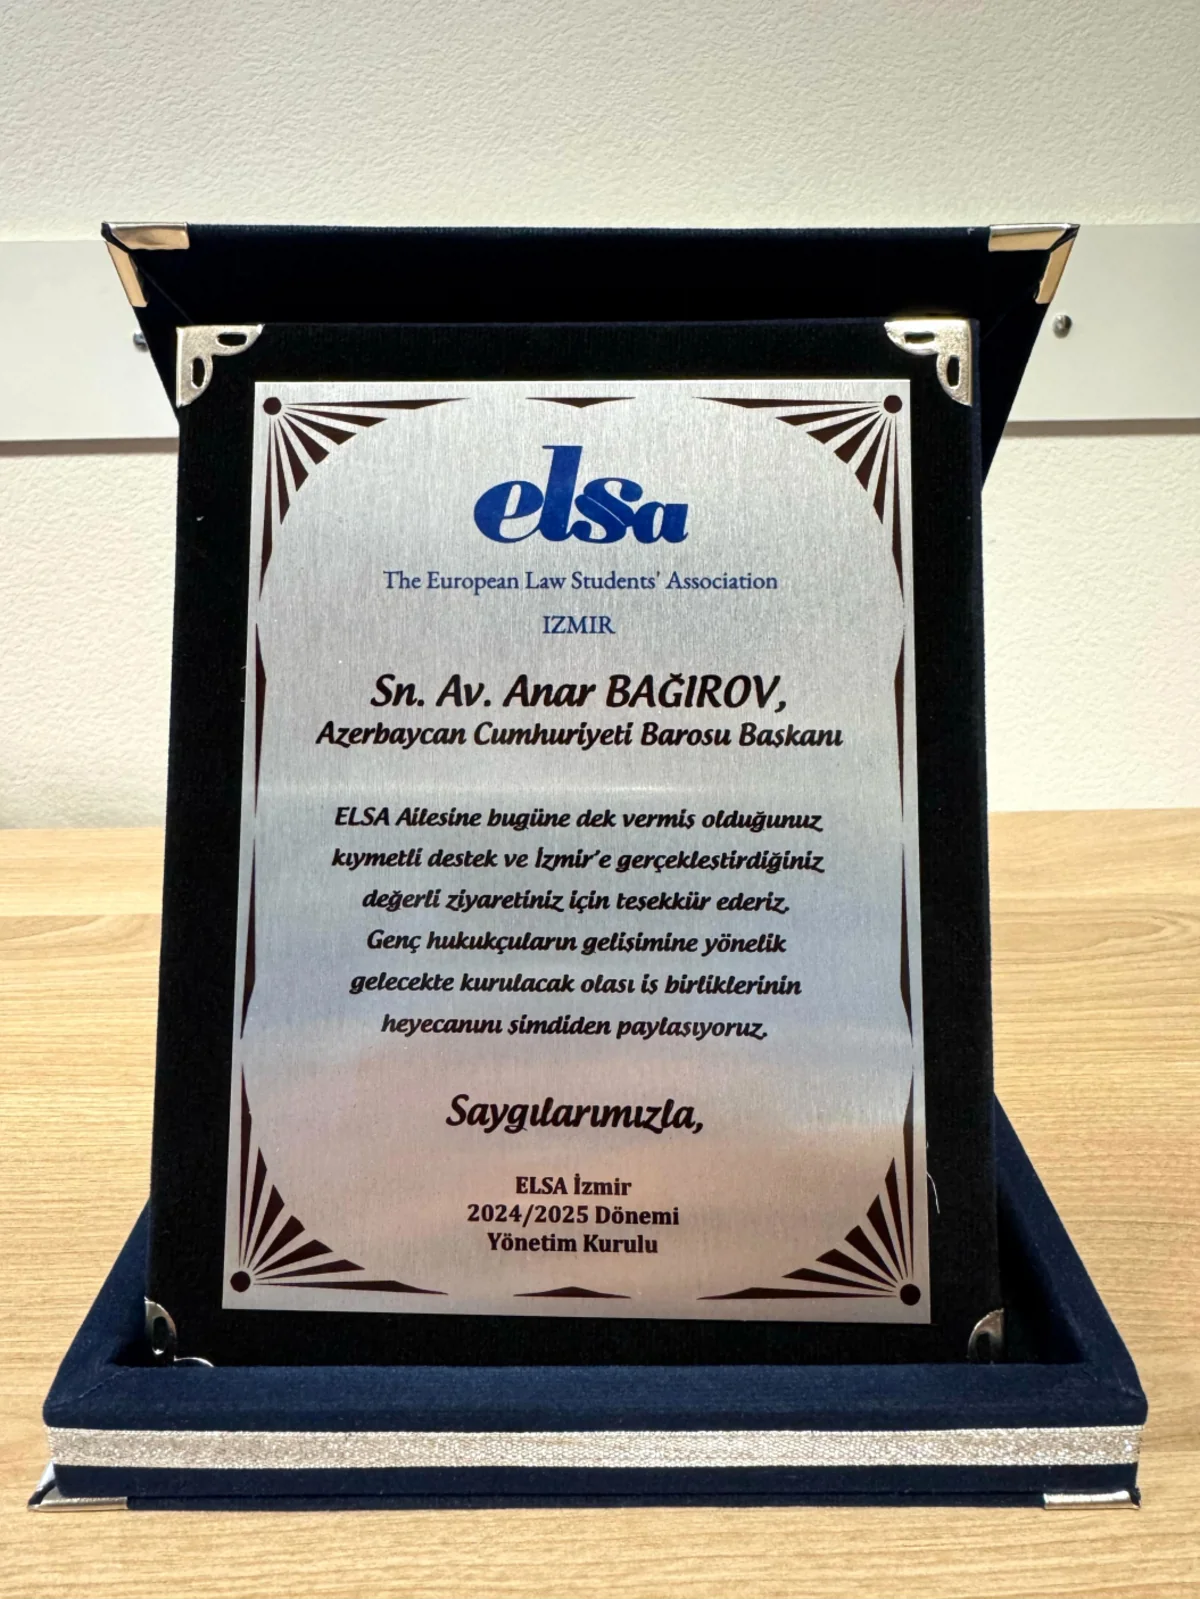 elsa
The European Law Students' Association
IZMIR
Sn. Av. Anar BAĞIROV,
Azerbaycan Cumhuriyeti Barosu Başkanı
ELSA Ailesine bugüne dek vermiş olduğunuz
kıymetli destek ve İzmir'e gerçekleştirdiğiniz
değerli ziyaretiniz için teşekkür ederiz.
Genç hukukçuların gelişimine yönelik
gelecekte kurulacak olası iş birliklerinin
heyecanını şimdiden paylaşıyoruz.
Saygılarımızla,
ELSA İzmir
2024/2025 Dönemi
Yönetim Kurulu